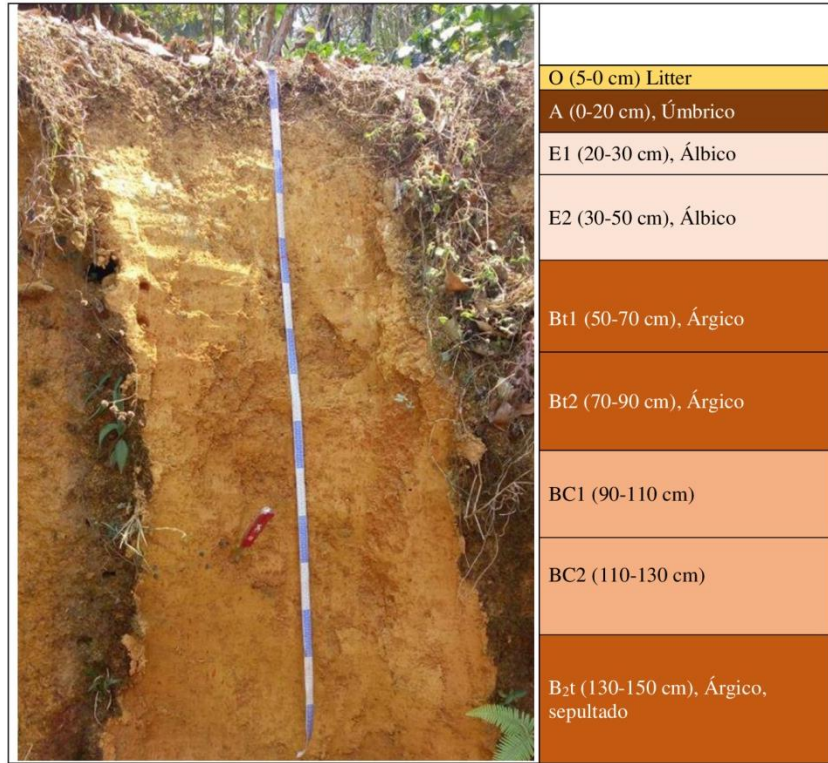 O (5-0 cm) Litter
A (0-20 cm), Úmbrico
E1 (20-30 cm), Álbico
E2 (30-50 cm), Álbico
Bt1 (50-70 cm), Árgico
Bt2 (70-90 cm), Árgico
BC1 (90-110 cm)
BC2 (110-130 cm)
B₂t (130-150 cm), Árgico,
sepultado